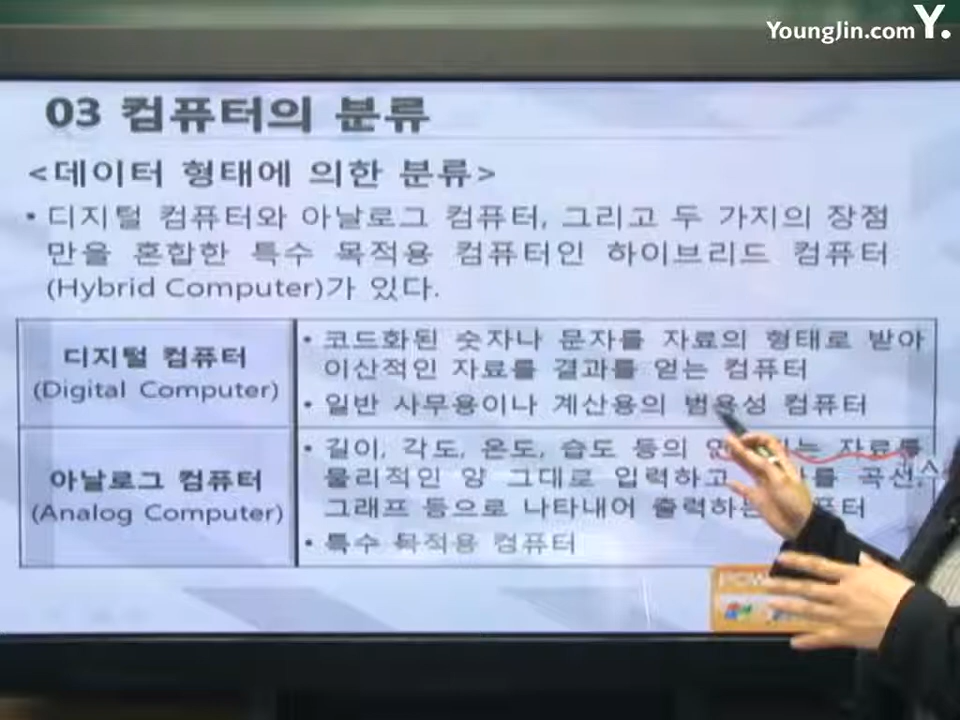 YoungJin.com Y.
03 컴퓨터의 분류
<데이터 형태에 의한 분류>
• 디지털 컴퓨터와 아날로그 컴퓨터, 그리고 두 가지의 장점
만을 혼합한 특수 목적용 컴퓨터인 하이브리드 컴퓨터
(Hybrid Computer)가 있다.
디지털 컴퓨터
(Digital Computer)
• 코드화된 숫자나 문자를 자료의 형태로 받아
이산적인 자료를 결과를 얻는 컴퓨터
• 일반 사무용이나 계산용의 범용성 컴퓨터
아날로그 컴퓨터
(Analog Computer)
• 길이, 각도, 온도, 습도 등의 자료를
물리적인 양 그대로 입력하고 곡선,
그래프 등으로 나타내어 출력하는
• 특수 목적용 컴퓨터